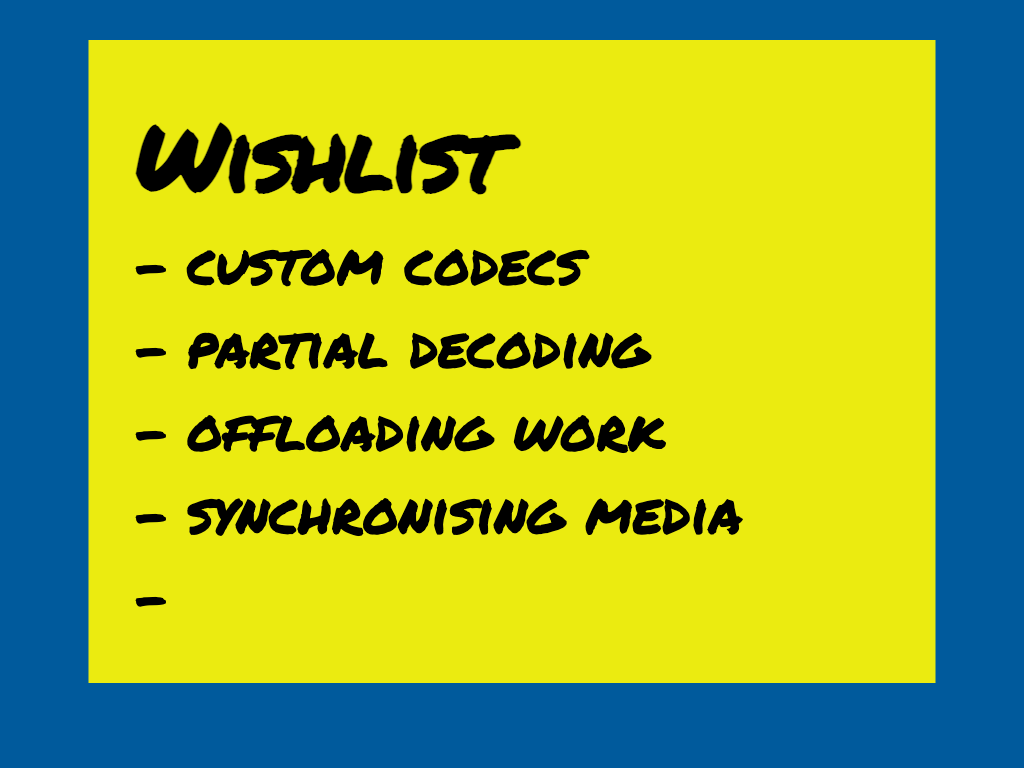 Wishlist
- custom codecs
- partial decoding
- offloading work
- synchronising media
-